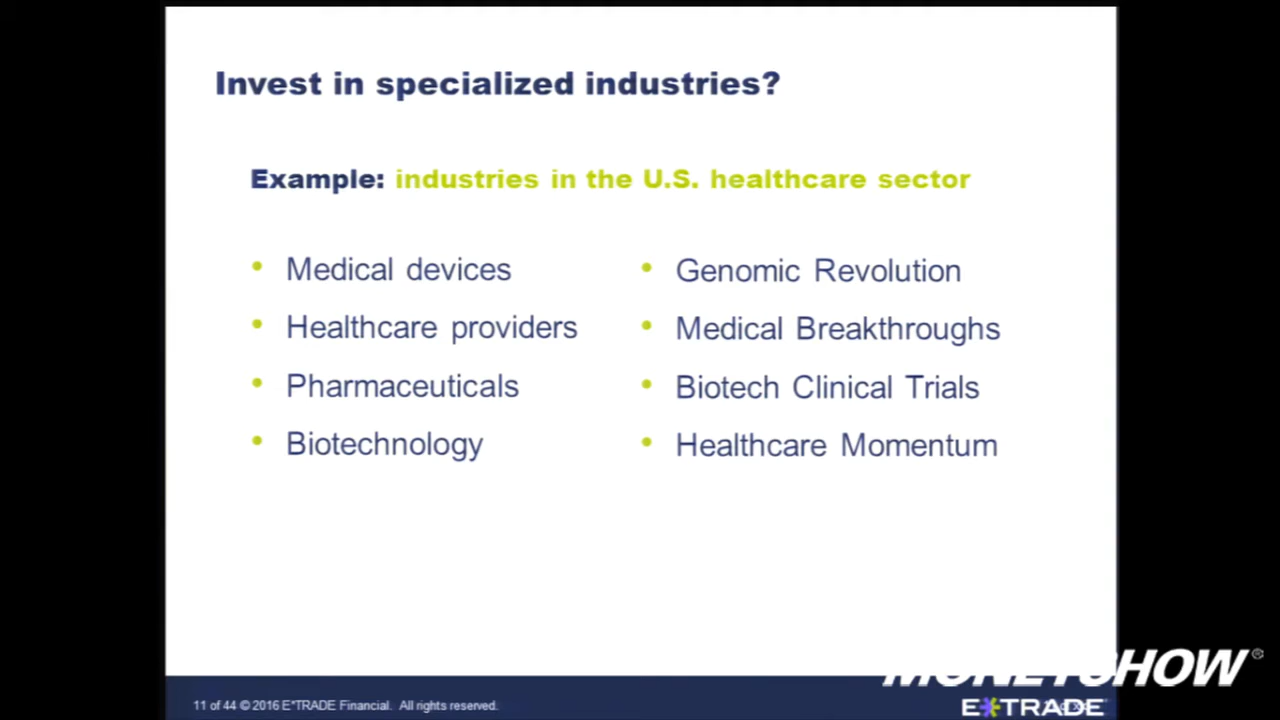 Invest in specialized industries?
Example: industries in the U.S. healthcare sector
• Medical devices
• Healthcare providers
• Pharmaceuticals
• Biotechnology
• Genomic Revolution
• Medical Breakthroughs
• Biotech Clinical Trials
• Healthcare Momentum
MONEYSHOW®
11 of 44 © 2016 E*TRADE Financial. All rights reserved.
E*TRADE